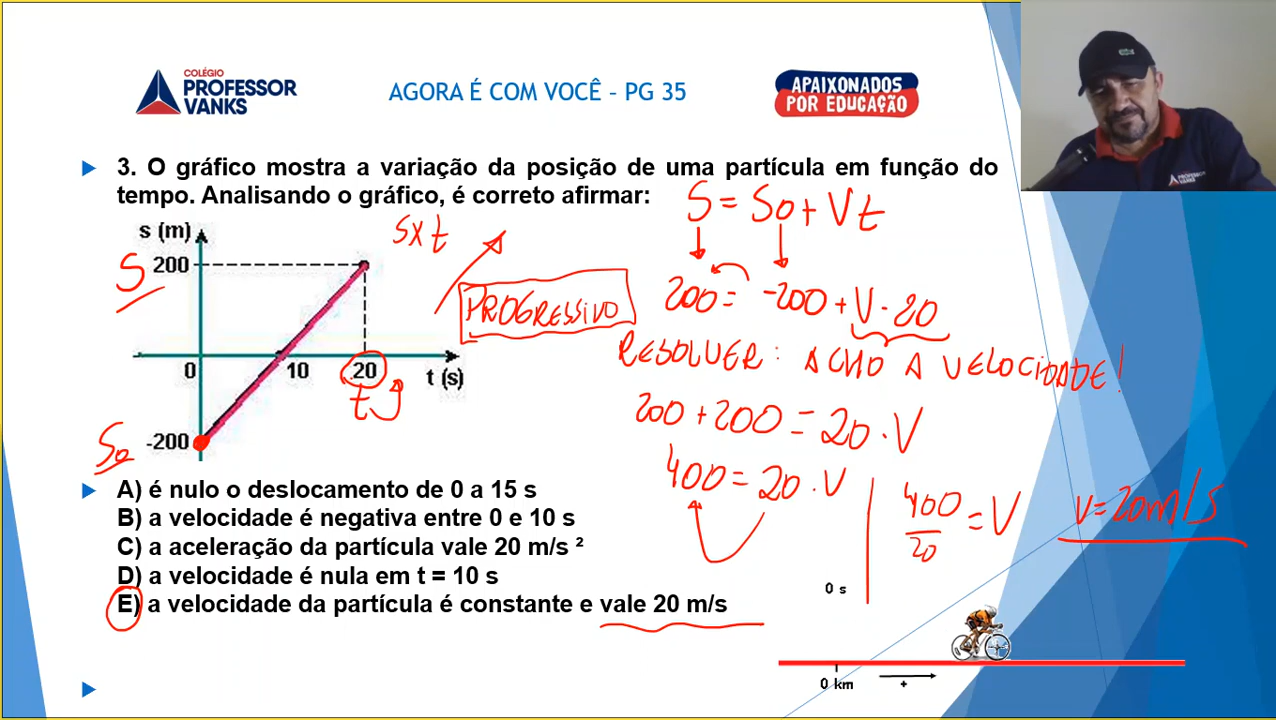 COLÉGIO
PROFESSOR
VANKS
AGORA É COM VOCÊ – PG 35
APAIXONADOS
POR EDUCAÇÃO
PROFESSOR
VANKS
3. O gráfico mostra a variação da posição de uma partícula em função do
tempo. Analisando o gráfico, é correto afirmar:
S = So + Vt
s (m)
S x t
S
200
200 = -200 + V · 20
PROGRESSIVO
RESOLVER: ACHO A VELOCIDADE!
0
10
20
t (s)
t
200 + 200 = 20 · V
So
-200
400 = 20 · V
400
20
= V
V = 20m/s
A) é nulo o deslocamento de 0 a 15 s
B) a velocidade é negativa entre 0 e 10 s
C) a aceleração da partícula vale 20 m/s ²
D) a velocidade é nula em t = 10 s
E) a velocidade da partícula é constante e vale 20 m/s
0 s
0 km
+